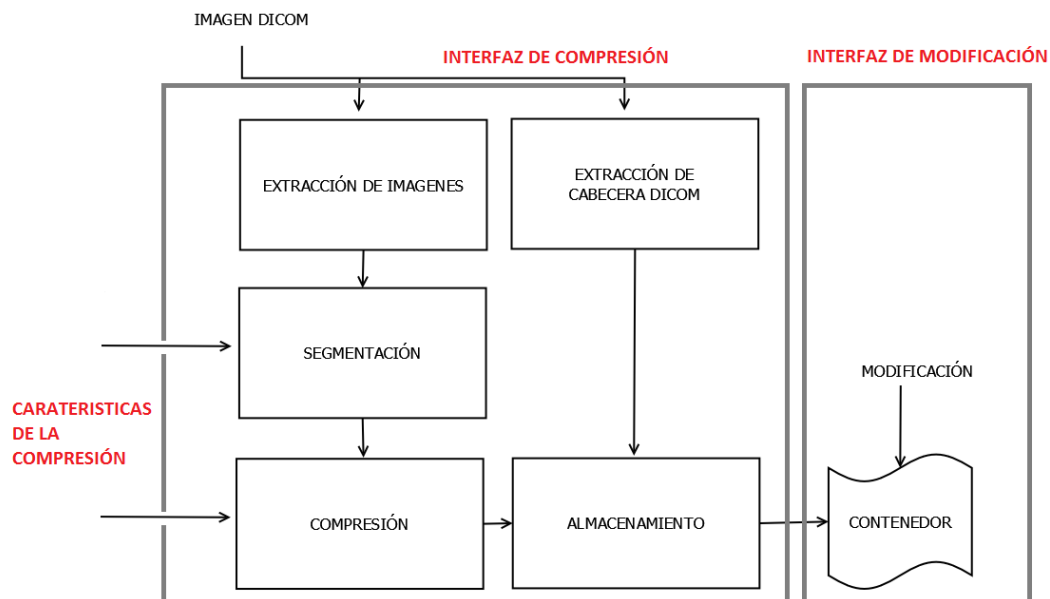 IMAGEN DICOM
INTERFAZ DE COMPRESIÓN
INTERFAZ DE MODIFICACIÓN
EXTRACCIÓN DE IMAGENES
EXTRACCIÓN DE
CABECERA DICOM
SEGMENTACIÓN
MODIFICACIÓN
CARATERISTICAS
DE LA
COMPRESIÓN
COMPRESIÓN
ALMACENAMIENTO
CONTENEDOR